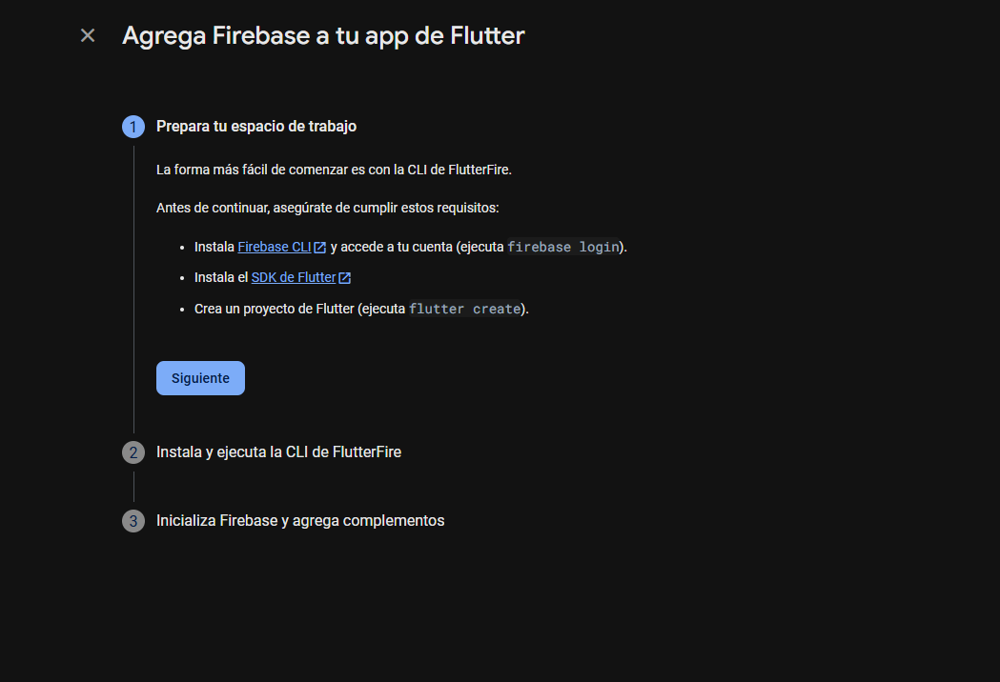 Agrega Firebase a tu app de Flutter
1 Prepara tu espacio de trabajo
La forma más fácil de comenzar es con la CLI de FlutterFire.
Antes de continuar, asegúrate de cumplir estos requisitos:
• Instala Firebase CLI y accede a tu cuenta (ejecuta firebase login).
• Instala el SDK de Flutter
• Crea un proyecto de Flutter (ejecuta flutter create).
Siguiente
2 Instala y ejecuta la CLI de FlutterFire
3 Inicializa Firebase y agrega complementos